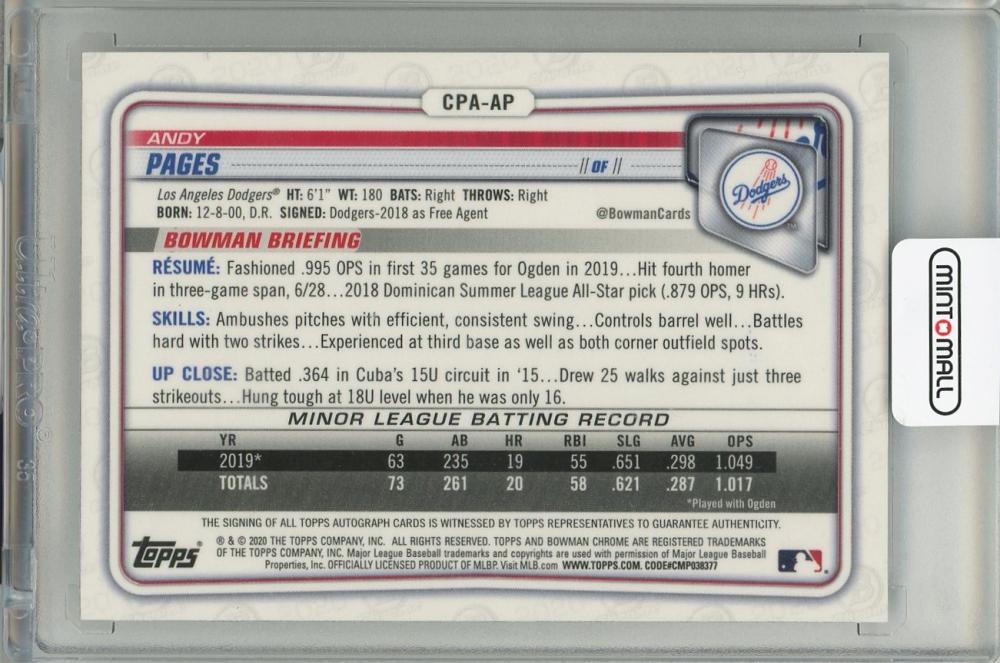 CPA-AP
ANDY
PAGES // OF //
Los Angeles Dodgers® HT: 6'1" WT: 180 BATS: Right THROWS: Right
BORN: 12-8-00, D.R. SIGNED: Dodgers-2018 as Free Agent @BowmanCards
Dodgers
TM
BOWMAN BRIEFING
RÉSUMÉ: Fashioned .995 OPS in first 35 games for Ogden in 2019...Hit fourth homer
in three-game span, 6/28...2018 Dominican Summer League All-Star pick (.879 OPS, 9 HRs).
SKILLS: Ambushes pitches with efficient, consistent swing...Controls barrel well...Battles
hard with two strikes...Experienced at third base as well as both corner outfield spots.
UP CLOSE: Batted .364 in Cuba's 15U circuit in '15...Drew 25 walks against just three
strikeouts...Hung tough at 18U level when he was only 16.
MINOR LEAGUE BATTING RECORD
YR G AB HR RBI SLG AVG OPS
2019* 63 235 19 55 .651 .298 1.049
TOTALS 73 261 20 58 .621 .287 1.017
*Played with Ogden
THE SIGNING OF ALL TOPPS AUTOGRAPH CARDS IS WITNESSED BY TOPPS REPRESENTATIVES TO GUARANTEE AUTHENTICITY.
topps
® & © 2020 THE TOPPS COMPANY, INC. ALL RIGHTS RESERVED. TOPPS AND BOWMAN CHROME ARE REGISTERED TRADEMARKS
OF THE TOPPS COMPANY, INC. Major League Baseball trademarks and copyrights are used with permission of Major League Baseball
Properties, Inc. OFFICIALLY LICENSED PRODUCT OF MLBP. Visit MLB.com WWW.TOPPS.COM. CODE#CMP038377
MINT MALL